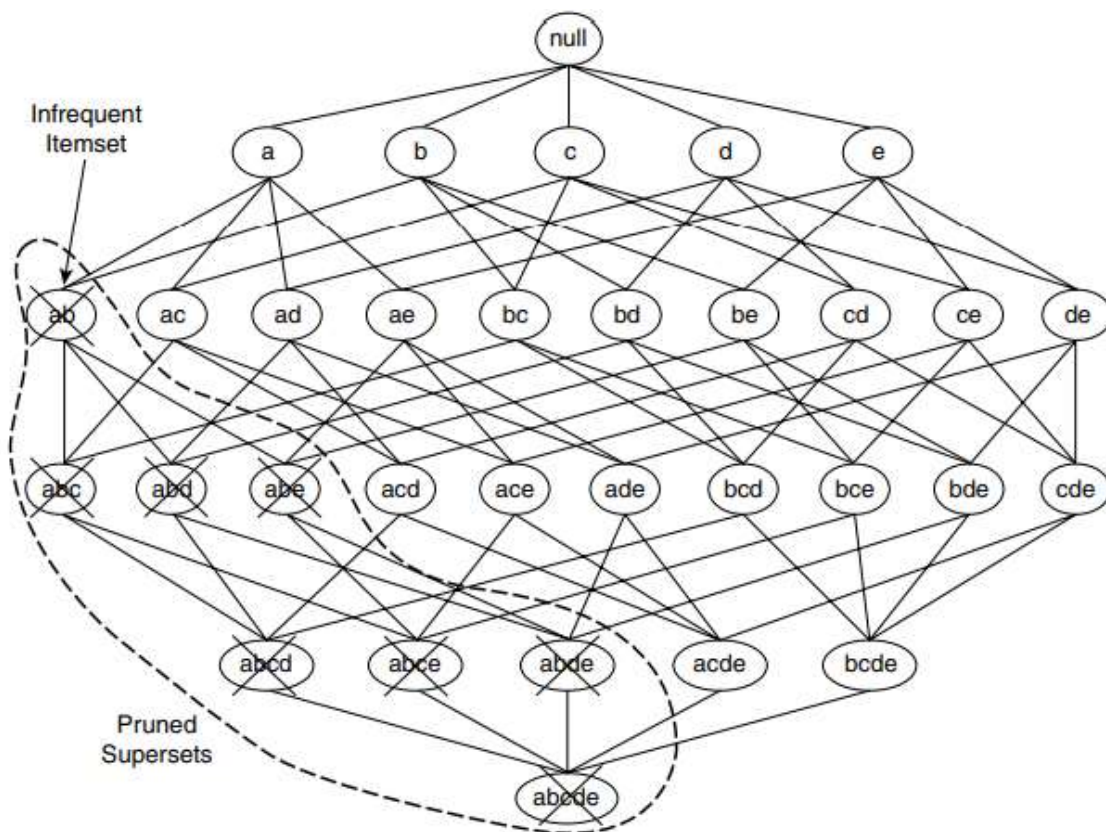 null
Infrequent
Itemset
a
b
c
d
e
ab
ac
ad
ae
bc
bd
be
cd
ce
de
abc
abd
abe
acd
ace
ade
bcd
bce
bde
cde
abcd
abce
abde
acde
bcde
Pruned
Supersets
abcde